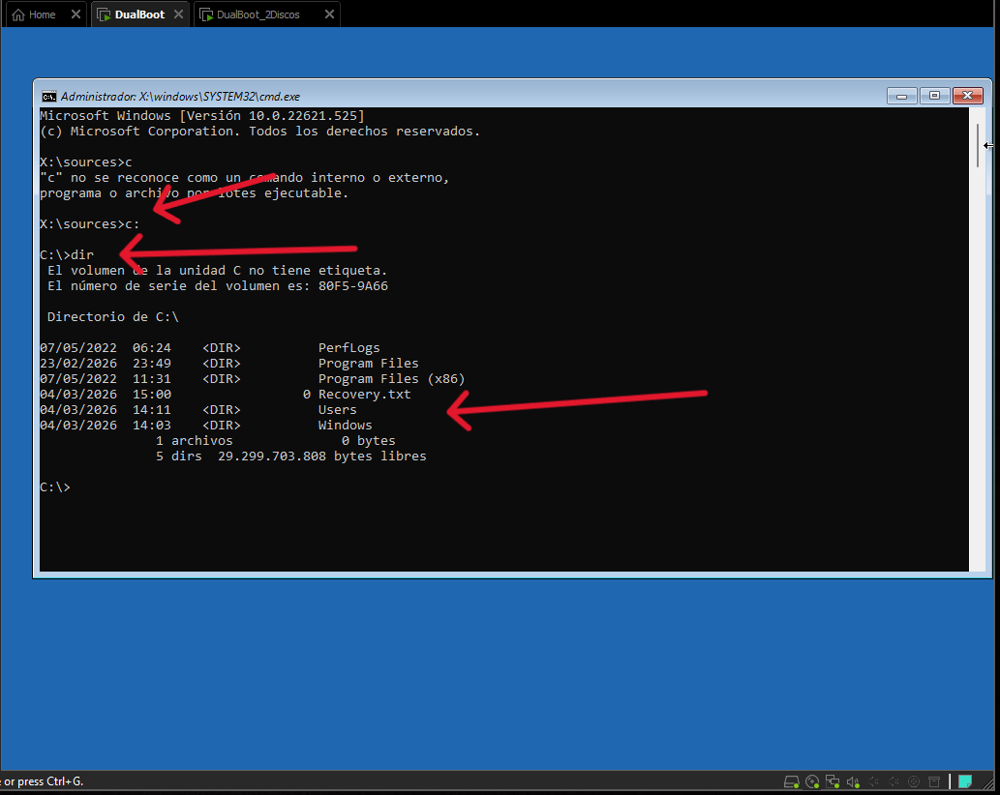 Home
DualBoot
DualBoot_2Discos
Administrador: X:\windows\SYSTEM32\cmd.exe
Microsoft Windows [Versión 10.0.22621.525]
(c) Microsoft Corporation. Todos los derechos reservados.
X:\sources>c
"c" no se reconoce como un comando interno o externo,
programa o archivo por lotes ejecutable.
X:\sources>c:
C:\>dir
El volumen de la unidad C no tiene etiqueta.
El número de serie del volumen es: 80F5-9A66
Directorio de C:\
07/05/2022  06:24    <DIR>          PerfLogs
23/02/2026  23:49    <DIR>          Program Files
07/05/2022  11:31    <DIR>          Program Files (x86)
04/03/2026  15:00                 0 Recovery.txt
04/03/2026  14:11    <DIR>          Users
04/03/2026  14:03    <DIR>          Windows
1 archivos              0 bytes
5 dirs  29.299.703.808 bytes libres
C:\>
or press Ctrl+G.